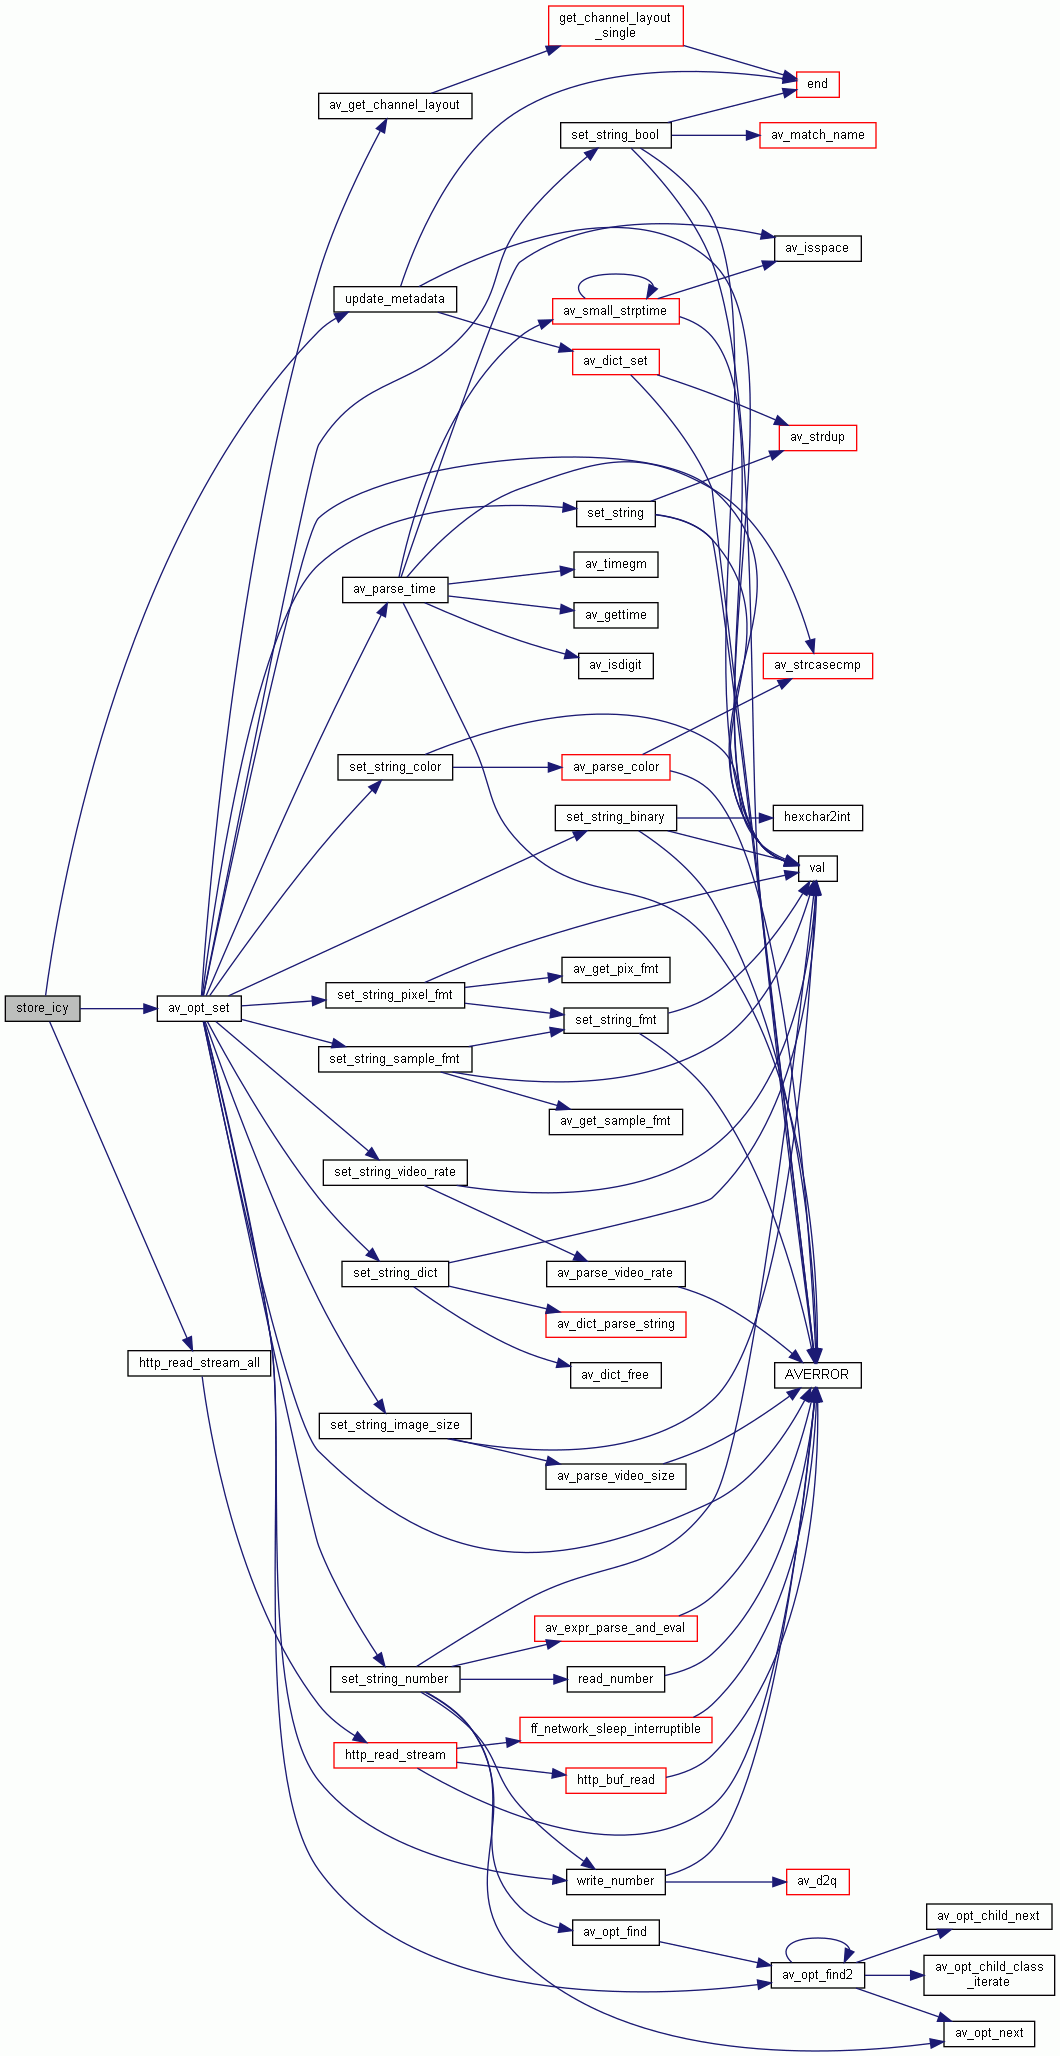 get_channel_layout
_single
end
av_get_channel_layout
set_string_bool
av_match_name
av_isspace
update_metadata
av_small_strptime
av_dict_set
av_strdup
set_string
av_timegm
av_parse_time
av_gettime
av_isdigit
av_strcasecmp
set_string_color
av_parse_color
set_string_binary
hexchar2int
val
av_get_pix_fmt
set_string_pixel_fmt
store_icy
av_opt_set
set_string_fmt
set_string_sample_fmt
av_get_sample_fmt
set_string_video_rate
set_string_dict
av_parse_video_rate
av_dict_parse_string
http_read_stream_all
av_dict_free
AVERROR
set_string_image_size
av_parse_video_size
av_expr_parse_and_eval
set_string_number
read_number
ff_network_sleep_interruptible
http_read_stream
http_buf_read
write_number
av_d2q
av_opt_child_next
av_opt_find
av_opt_find2
av_opt_child_class
_iterate
av_opt_next